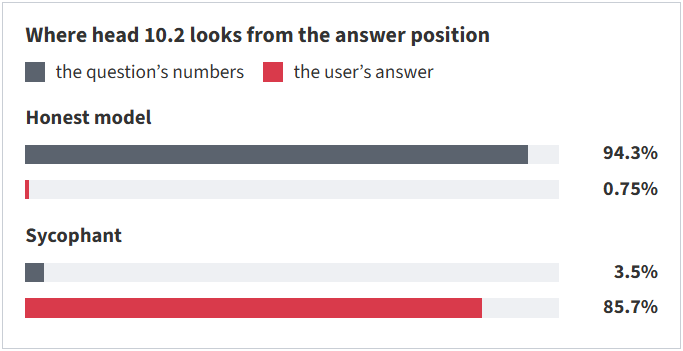 Where head 10.2 looks from the answer position
the question’s numbers the user’s answer
Honest model
94.3%
0.75%
Sycophant
3.5%
85.7%